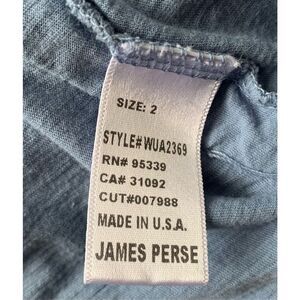 SIZE: 2
STYLE#WUA2369
RN# 95339
CA# 31092
CUT#007988
MADE IN U.S.A.
JAMES PERSE